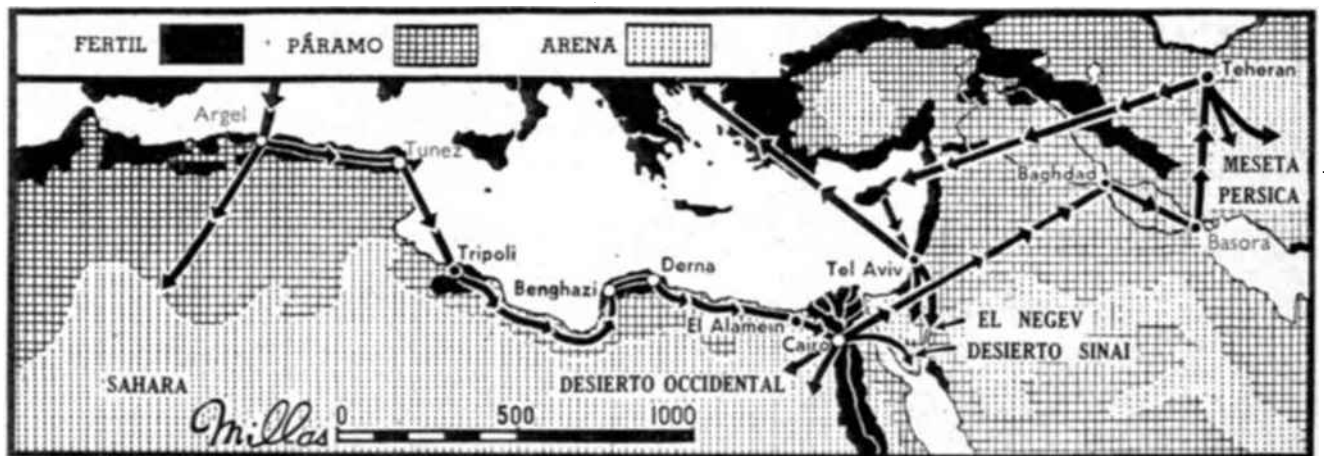 FERTIL PÁRAMO ARENA
Teheran
Argel
Tunez
MESETA
PERSICA
Baghdad
Basora
Tripoli
Derna
Tel Aviv
Benghazi
El Alamein
EL NEGEV
Cairo
DESIERTO SINAI
SAHARA
DESIERTO OCCIDENTAL
Millas 0 500 1000